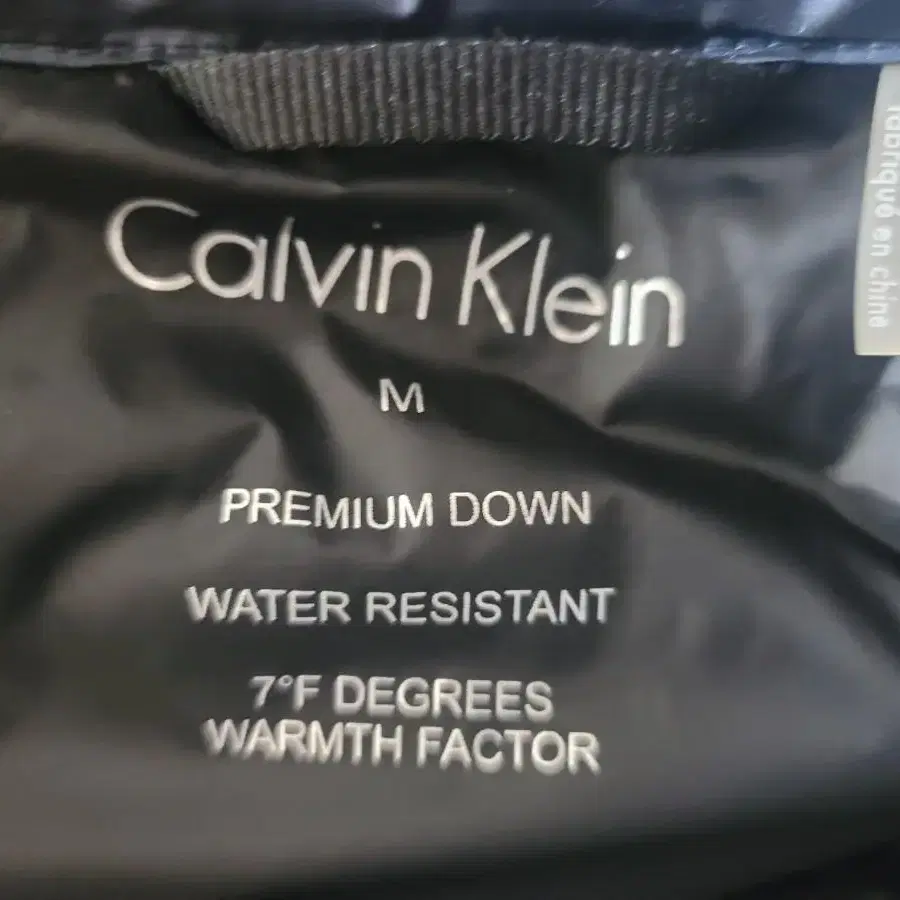 Calvin Klein
M
PREMIUM DOWN
WATER RESISTANT
7°F DEGREES
WARMTH FACTOR
fabriqué en chine